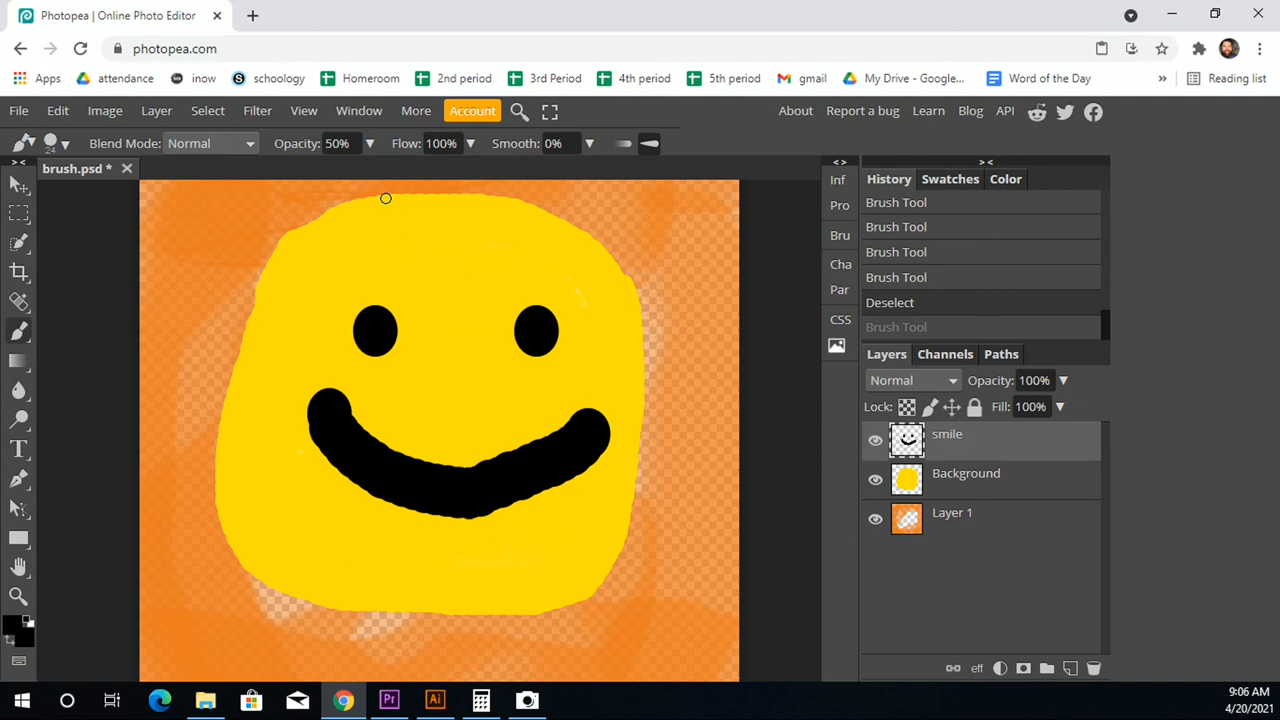 Photopea | Online Photo Editor
photopea.com
Apps attendance inow schoology Homeroom 2nd period 3rd Period 4th period 5th period gmail My Drive - Google... Word of the Day » Reading list
File Edit Image Layer Select Filter View Window More Account About Report a bug Learn Blog API
24 Blend Mode: Normal Opacity: 50% Flow: 100% Smooth: 0%
brush.psd *
Inf
Pro
Bru
Cha
Par
CSS
History Swatches Color
Brush Tool
Brush Tool
Brush Tool
Brush Tool
Deselect
Brush Tool
Layers Channels Paths
Normal Opacity: 100%
Lock: Fill: 100%
smile
Background
Layer 1
eff
9:06 AM
4/20/2021